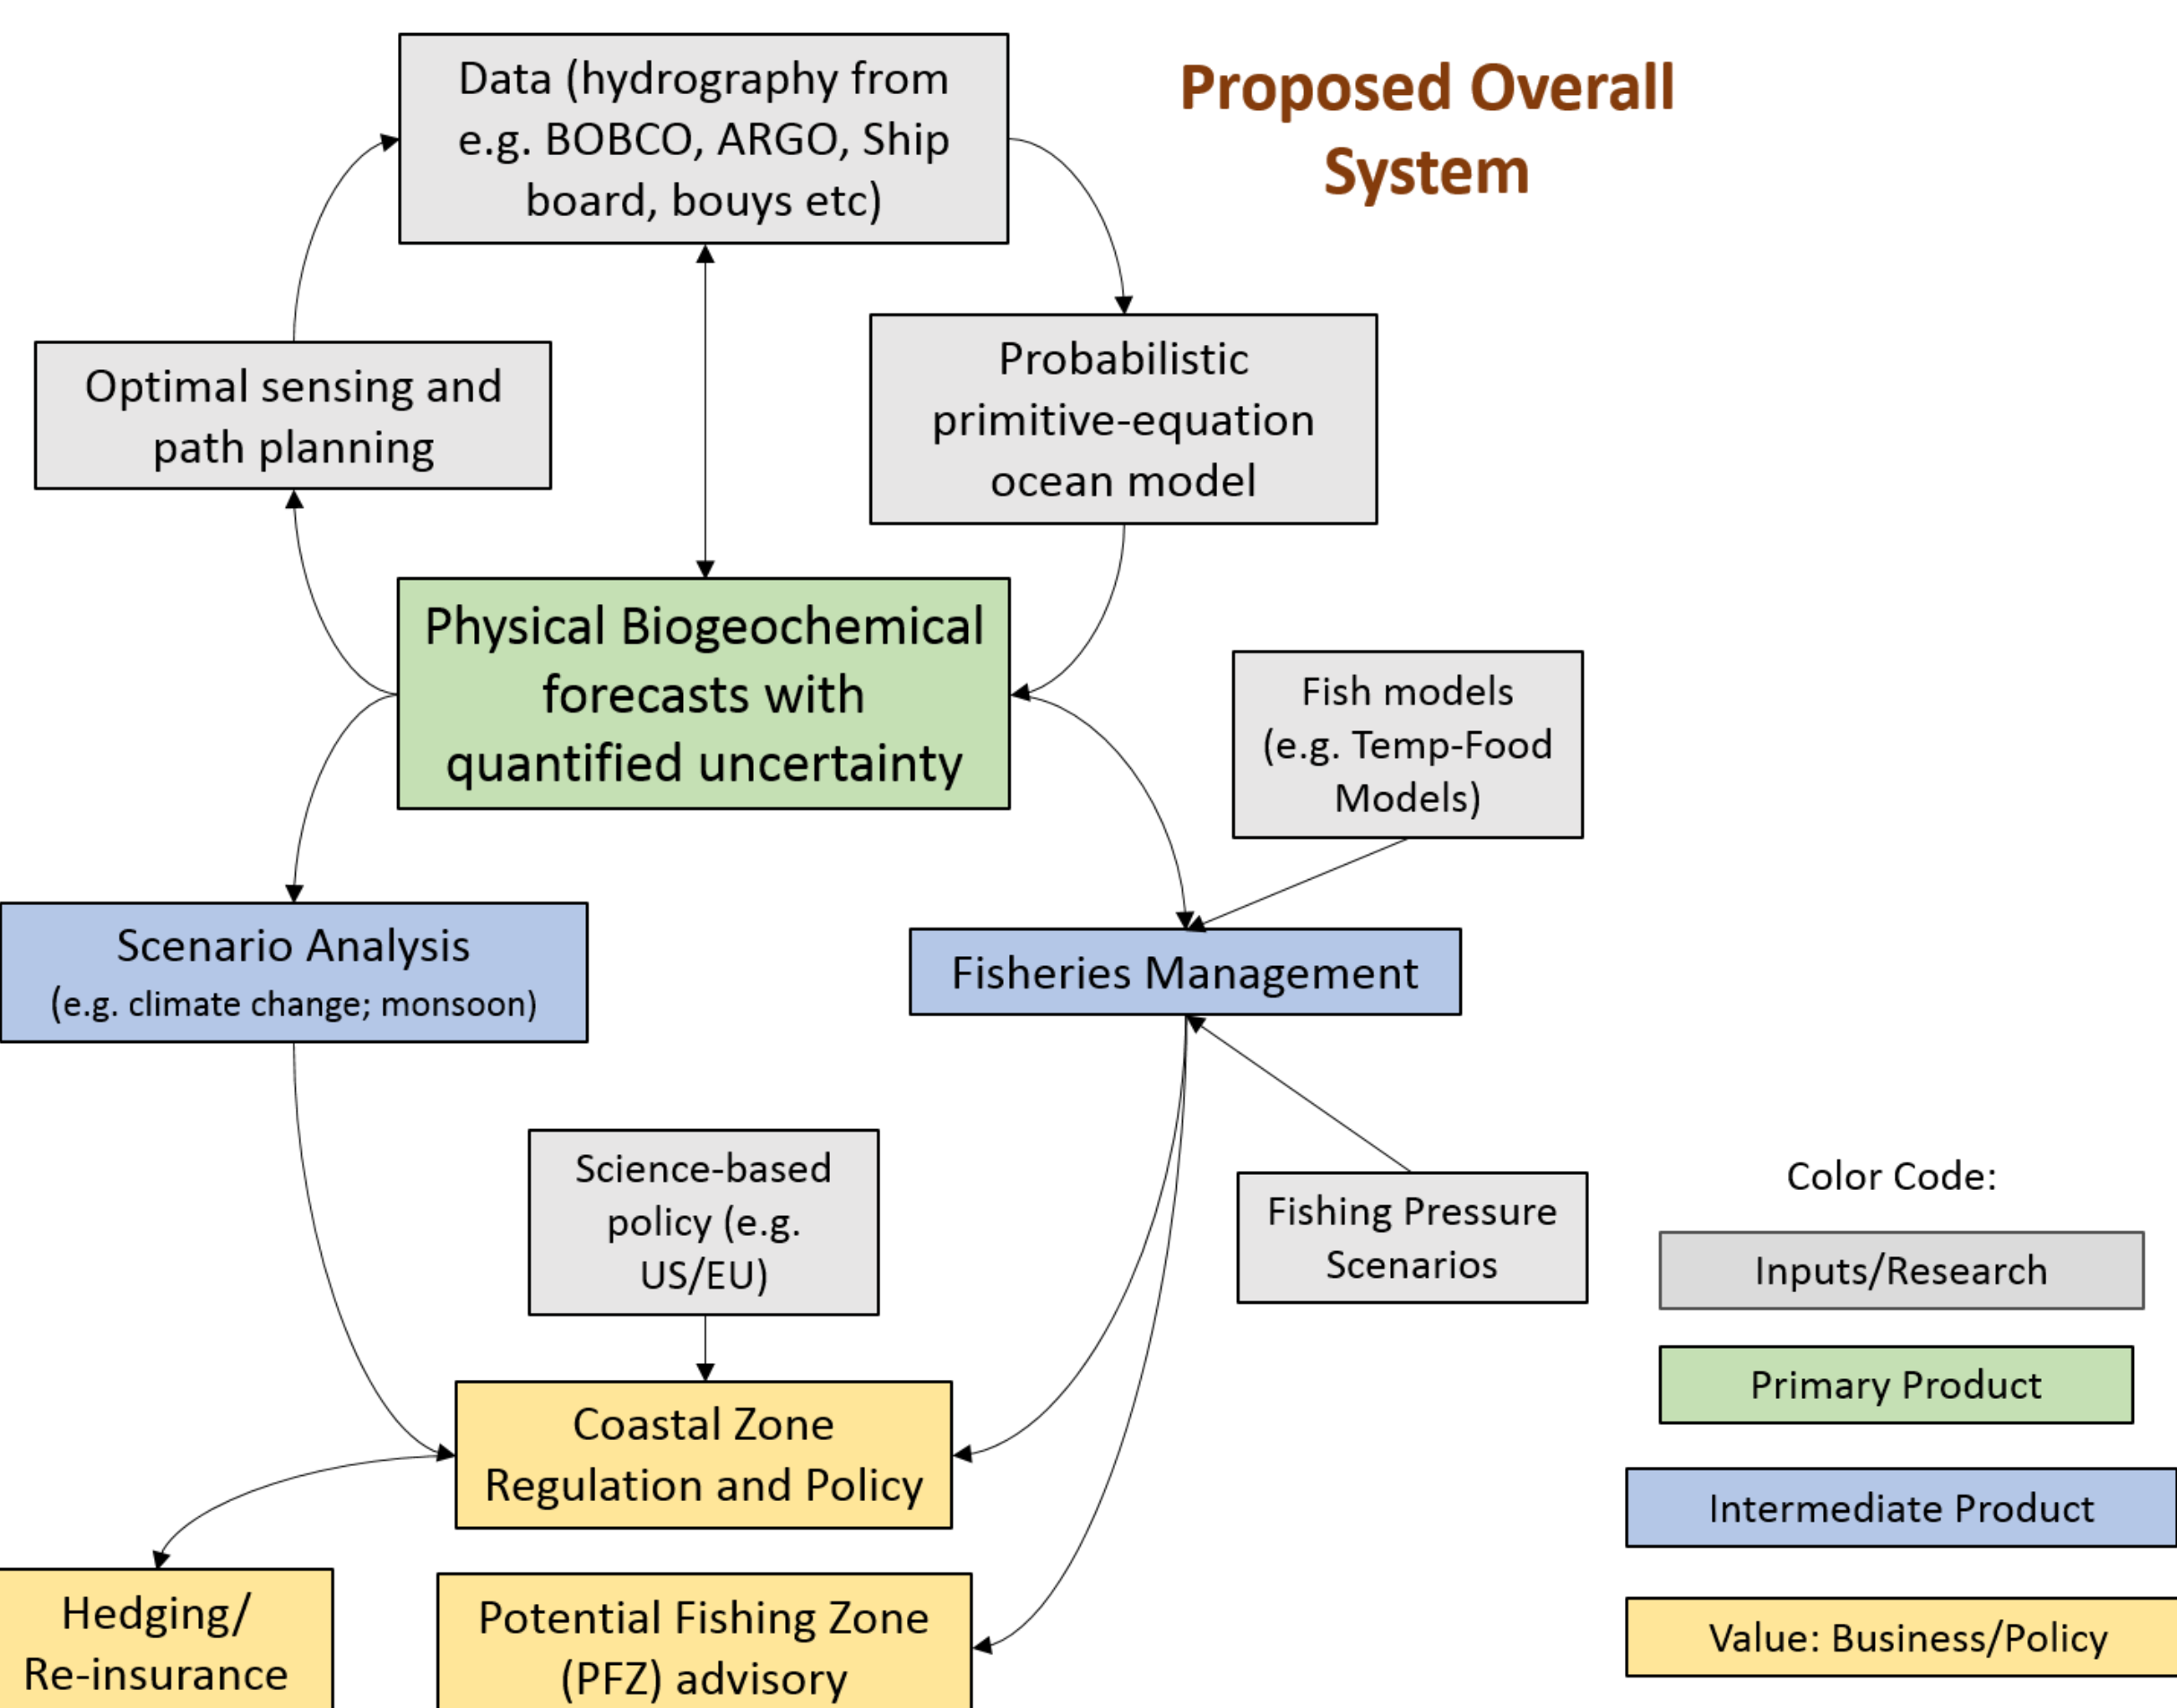 Proposed Overall
System
Data (hydrography from
e.g. BOBCO, ARGO, Ship
board, bouys etc)
Optimal sensing and
path planning
Probabilistic
primitive-equation
ocean model
Physical Biogeochemical
forecasts with
quantified uncertainty
Fish models
(e.g. Temp-Food
Models)
Scenario Analysis
(e.g. climate change; monsoon)
Fisheries Management
Science-based
policy (e.g.
US/EU)
Fishing Pressure
Scenarios
Coastal Zone
Regulation and Policy
Hedging/
Re-insurance
Potential Fishing Zone
(PFZ) advisory
Color Code:
Inputs/Research
Primary Product
Intermediate Product
Value: Business/Policy